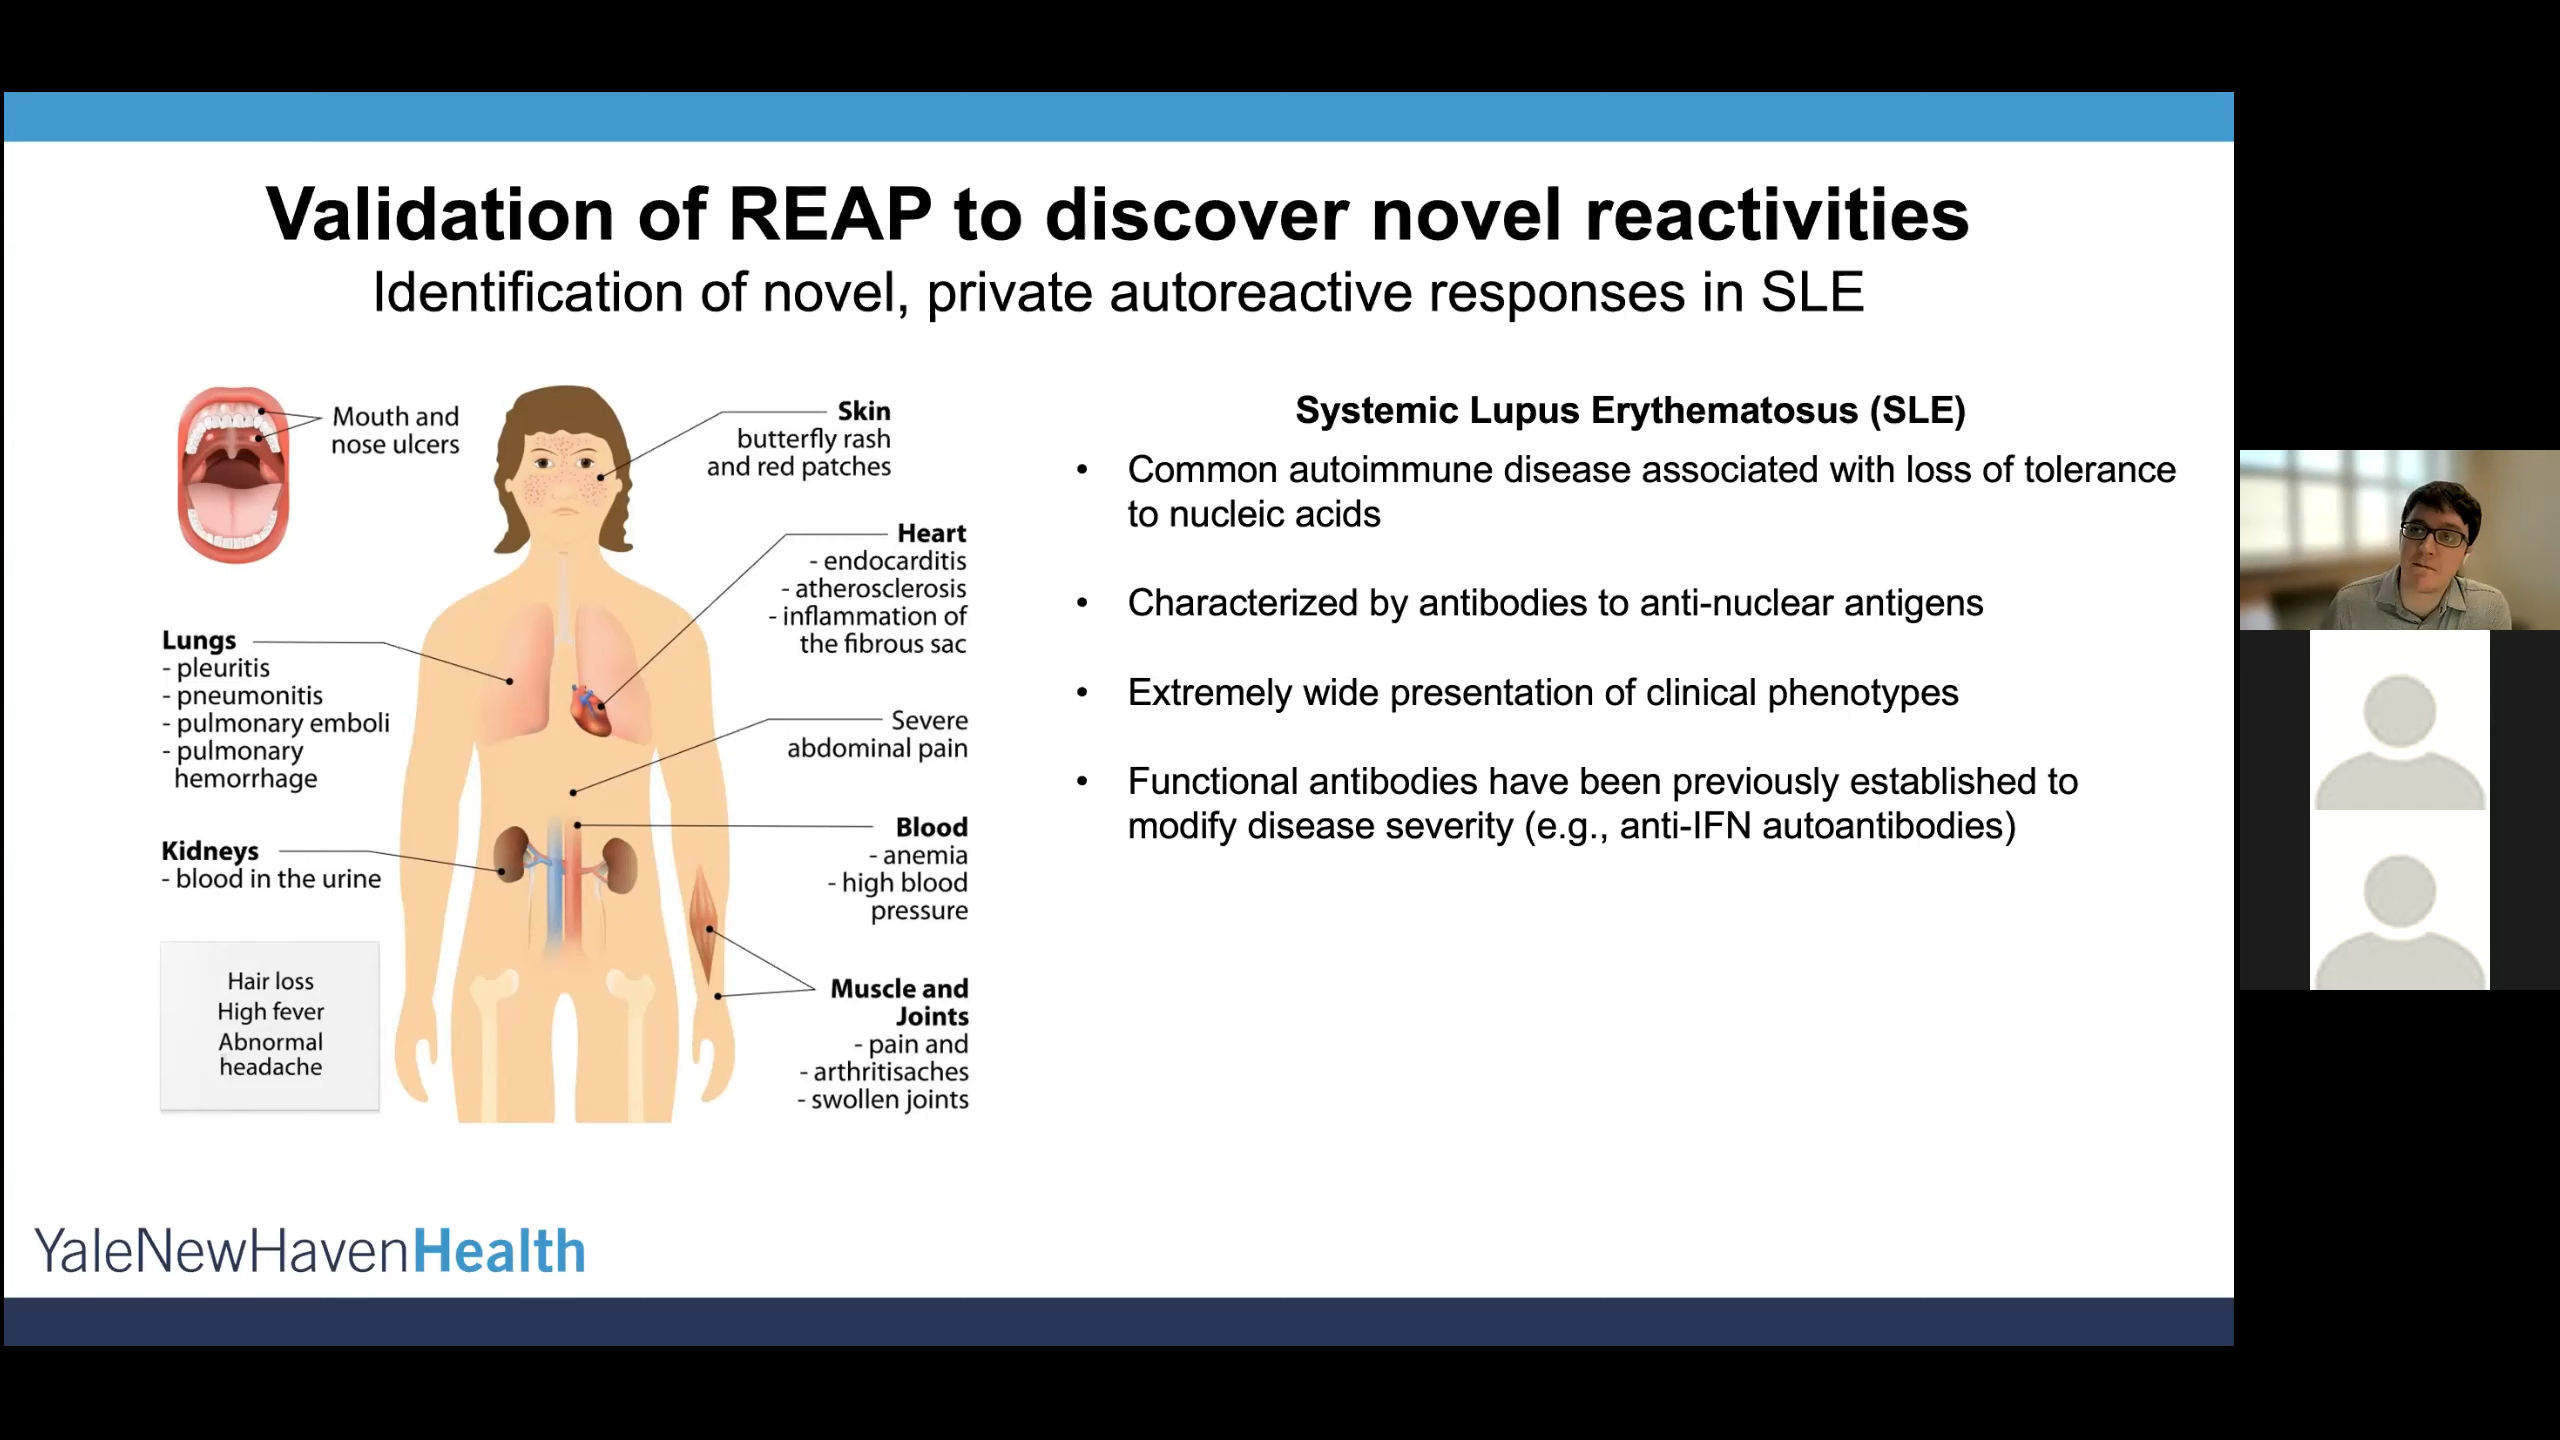 Validation of REAP to discover novel reactivities
Identification of novel, private autoreactive responses in SLE
Mouth and
nose ulcers
Skin
butterfly rash
and red patches
Heart
- endocarditis
- atherosclerosis
- inflammation of
the fibrous sac
Lungs
- pleuritis
- pneumonitis
- pulmonary emboli
- pulmonary
hemorrhage
Severe
abdominal pain
Blood
- anemia
- high blood
pressure
Kidneys
- blood in the urine
Hair loss
High fever
Abnormal
headache
Muscle and
Joints
- pain and
- arthritisaches
- swollen joints
Systemic Lupus Erythematosus (SLE)
• Common autoimmune disease associated with loss of tolerance
to nucleic acids
• Characterized by antibodies to anti-nuclear antigens
• Extremely wide presentation of clinical phenotypes
• Functional antibodies have been previously established to
modify disease severity (e.g., anti-IFN autoantibodies)
YaleNewHavenHealth